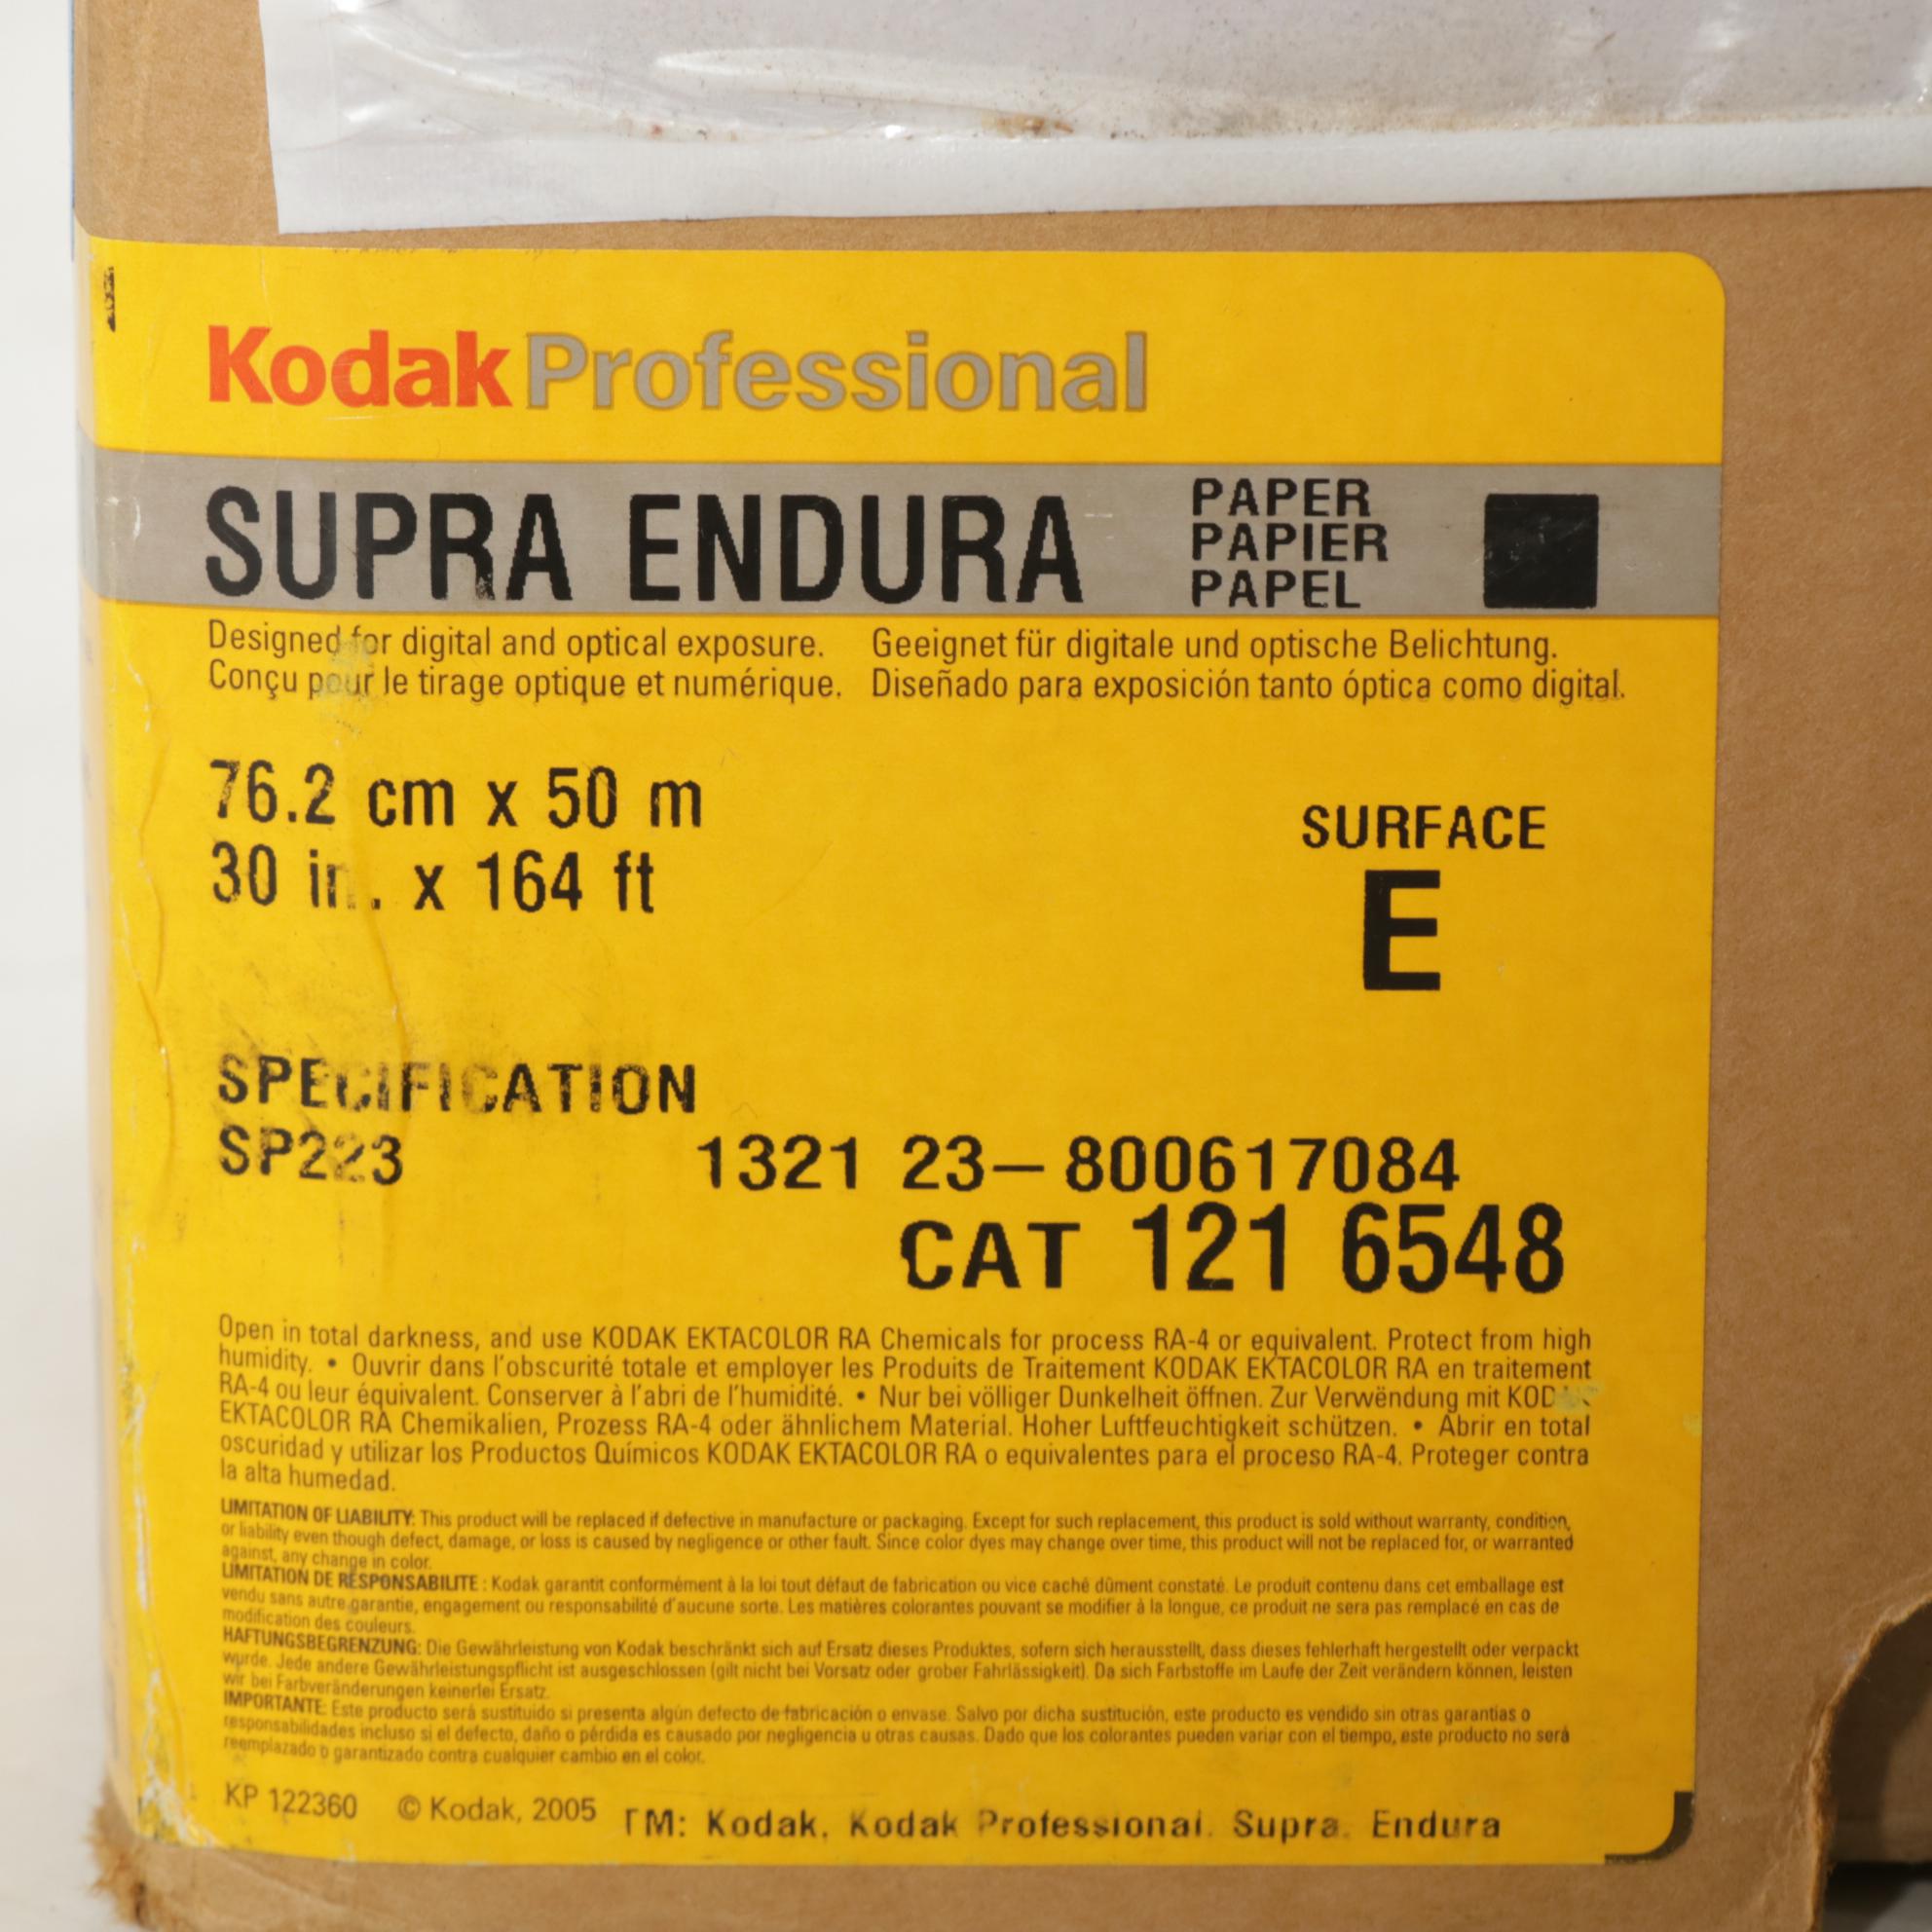 Kodak Professional
SUPRA ENDURA
PAPER
PAPIER
PAPEL
Designed for digital and optical exposure. Geeignet für digitale und optische Belichtung.
Conçu pour le tirage optique et numérique. Diseñado para exposición tanto óptica como digital.
76.2 cm x 50 m
30 in. x 164 ft
SURFACE
E
SPECIFICATION
SP223 1321 23-800617084
CAT 121 6548
Open in total darkness, and use KODAK EKTACOLOR RA Chemicals for process RA-4 or equivalent. Protect from high
humidity. • Ouvrir dans l'obscurité totale et employer les Produits de Traitement KODAK EKTACOLOR RA en traitement
RA-4 ou leur équivalent. Conserver à l'abri de l'humidité. • Nur bei völliger Dunkelheit öffnen. Zur Verwëndung mit KODAK
EKTACOLOR RA Chemikalien, Prozess RA-4 oder ähnlichem Material. Hoher Luftfeuchtigkeit schützen. • Abrir en total
oscuridad y utilizar los Productos Químicos KODAK EKTACOLOR RA o equivalentes para el proceso RA-4. Proteger contra
la alta humedad.
LIMITATION OF LIABILITY: This product will be replaced if defective in manufacture or packaging. Except for such replacement, this product is sold without warranty, condition,
or liability even though defect, damage, or loss is caused by negligence or other fault. Since color dyes may change over time, this product will not be replaced for, or warranted
against, any change in color.
LIMITATION DE RESPONSABILITE : Kodak garantit conformément à la loi tout défaut de fabrication ou vice caché dûment constaté. Le produit contenu dans cet emballage est
vendu sans autre garantie, engagement ou responsabilité d'aucune sorte. Les matières colorantes pouvant se modifier à la longue, ce produit ne sera pas remplacé en cas de
modification des couleurs.
HAFTUNGSBEGRENZUNG: Die Gewährleistung von Kodak beschränkt sich auf Ersatz dieses Produktes, sofern sich herausstellt, dass dieses fehlerhaft hergestellt oder verpackt
wurde. Jede andere Gewährleistungspflicht ist ausgeschlossen (gilt nicht bei Vorsatz oder grober Fahrlässigkeit). Da sich Farbstoffe im Laufe der Zeit verändern können, leisten
wir bei Farbveränderungen keinerlei Ersatz.
IMPORTANTE: Este producto será sustituido si presenta algún defecto de fabricación o envase. Salvo por dicha sustitución, este producto es vendido sin otras garantías o
responsabilidades incluso si el defecto, daño o pérdida es causado por negligencia u otras causas. Dado que los colorantes pueden variar con el tiempo, este producto no será
reemplazado o garantizado contra cualquier cambio en el color.
KP 122360 © Kodak, 2005 TM: Kodak, Kodak Professional, Supra, Endura